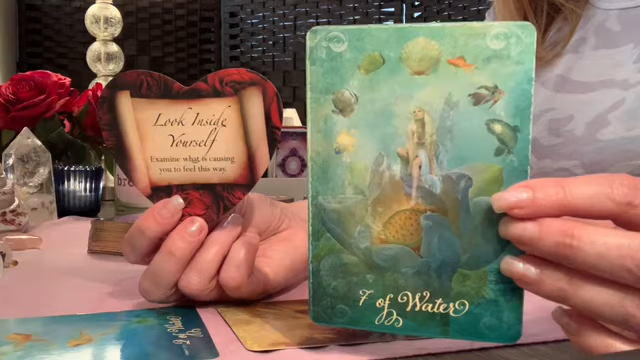 Look Inside
Yourself
Examine what is causing
you to feel this way.
7 of Water